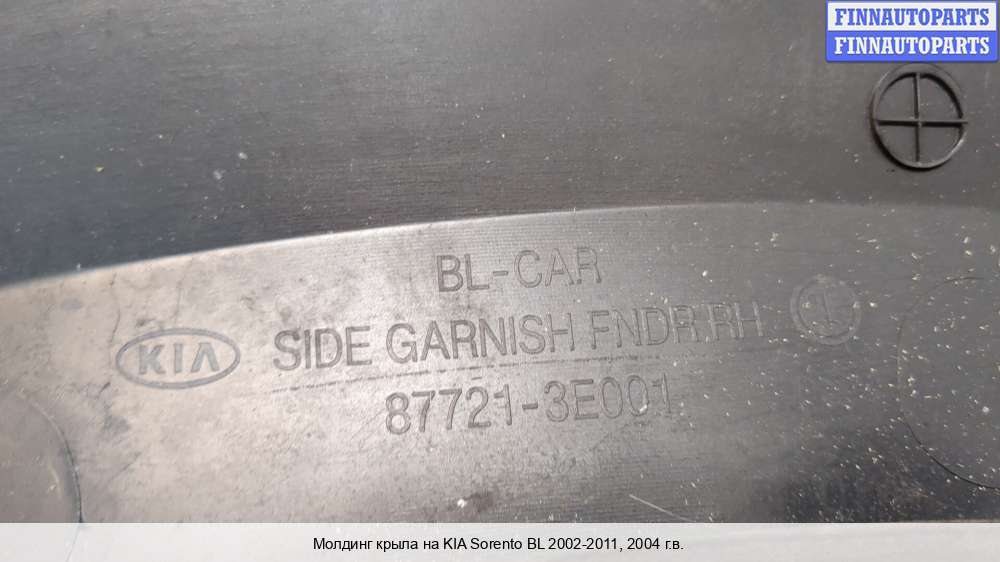 FINNAUTOPARTS
FINNAUTOPARTS
BL-CAR
KIA SIDE GARNISH FNDR.RH
87721-3E001
Молдинг крыла на KIA Sorento BL 2002-2011, 2004 г.в.